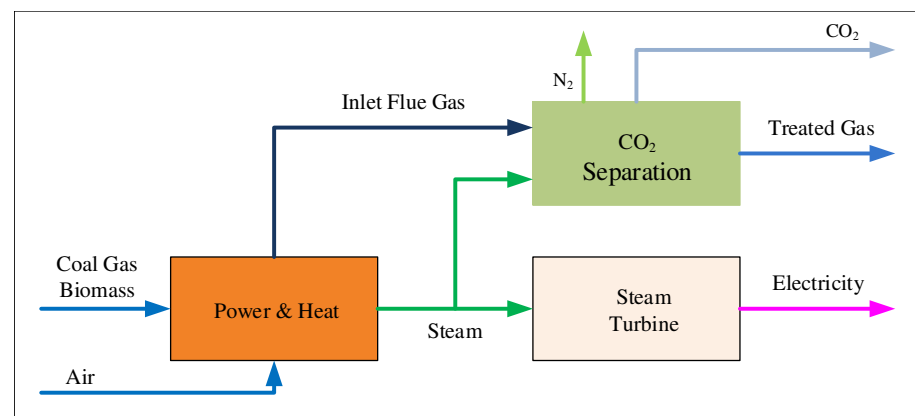 CO₂
N₂
Inlet Flue Gas
CO₂
Separation
Treated Gas
Coal Gas
Biomass
Power & Heat
Steam
Steam
Turbine
Electricity
Air